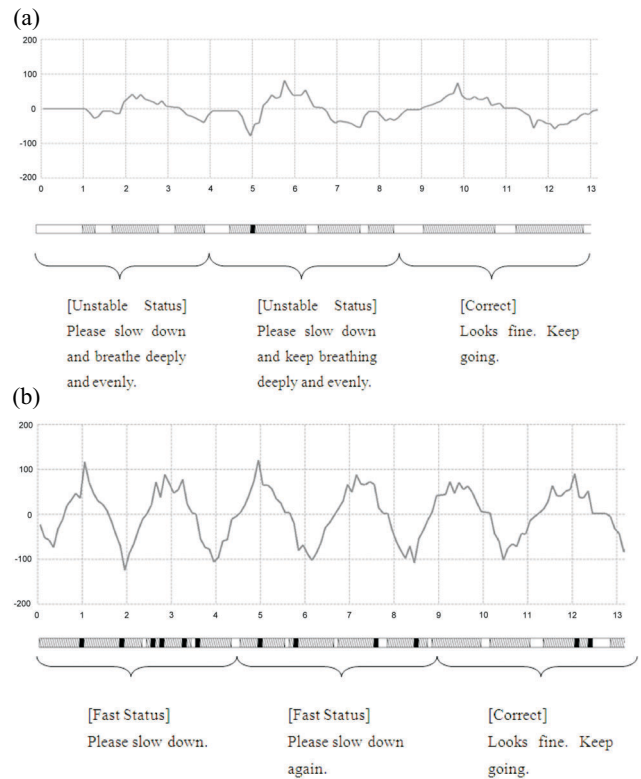 (a)
200
100
0
-100
-200
0 1 2 3 4 5 6 7 8 9 10 11 12 13
[Unstable Status]
Please slow down
and breathe deeply
and evenly.
[Unstable Status]
Please slow down
and keep breathing
deeply and evenly.
[Correct]
Looks fine. Keep
going.
(b)
200
100
0
-100
-200
0 1 2 3 4 5 6 7 8 9 10 11 12 13
[Fast Status]
Please slow down.
[Fast Status]
Please slow down
again.
[Correct]
Looks fine. Keep
going.